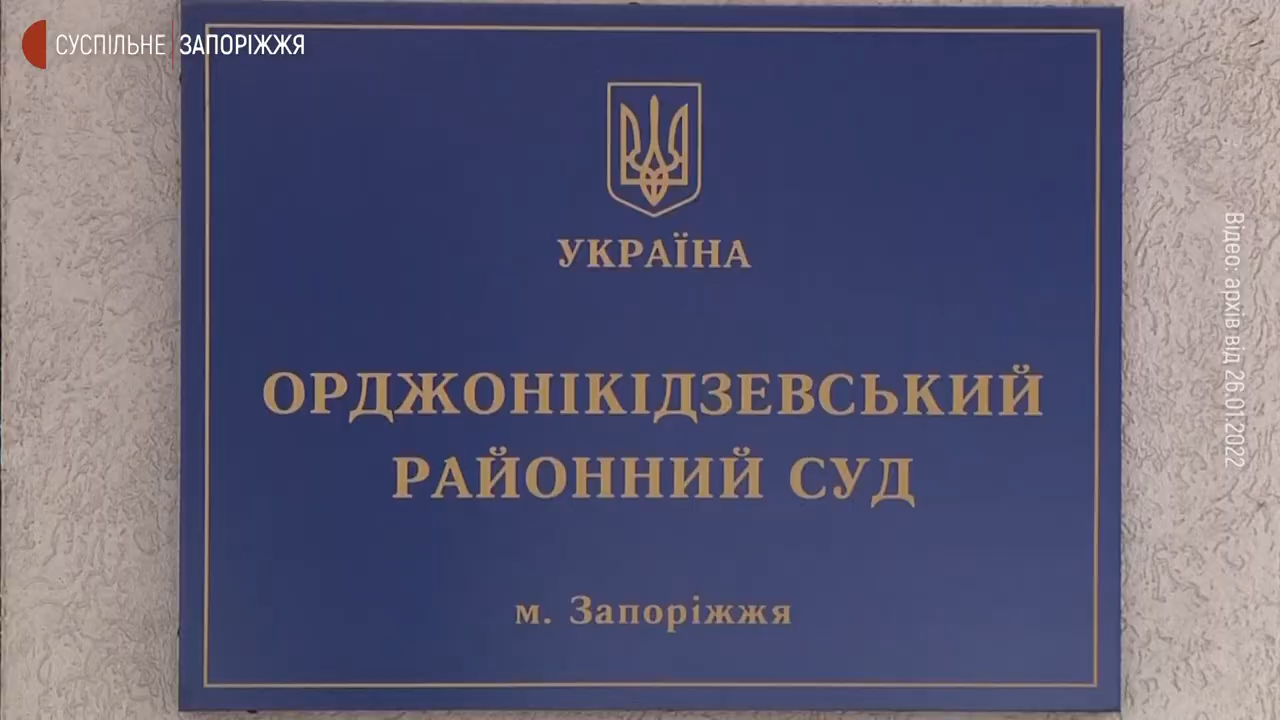 СУСПІЛЬНЕ ЗАПОРІЖЖЯ
УКРАЇНА
ОРДЖОНІКІДЗЕВСЬКИЙ
РАЙОННИЙ СУД
м. Запоріжжя
Відео: архів від 26.01.2022